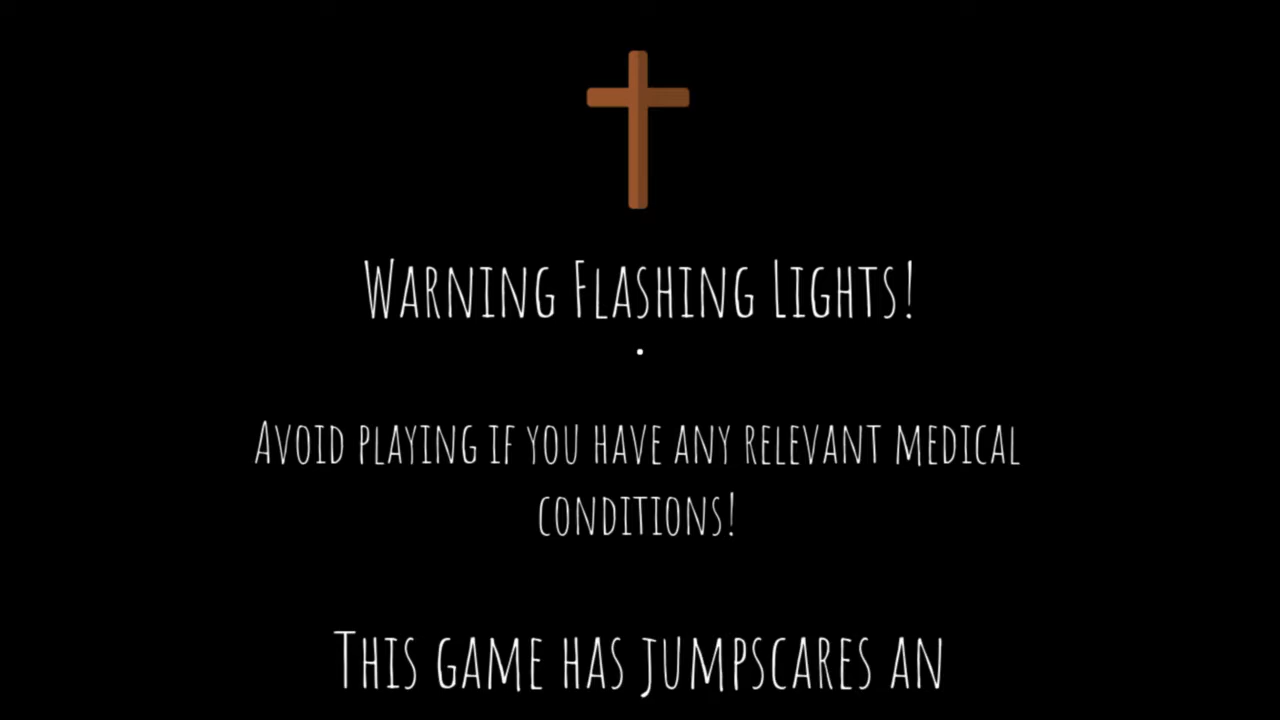 Warning Flashing Lights!
.
Avoid playing if you have any relevant medical
conditions!
This game has jumpscares an